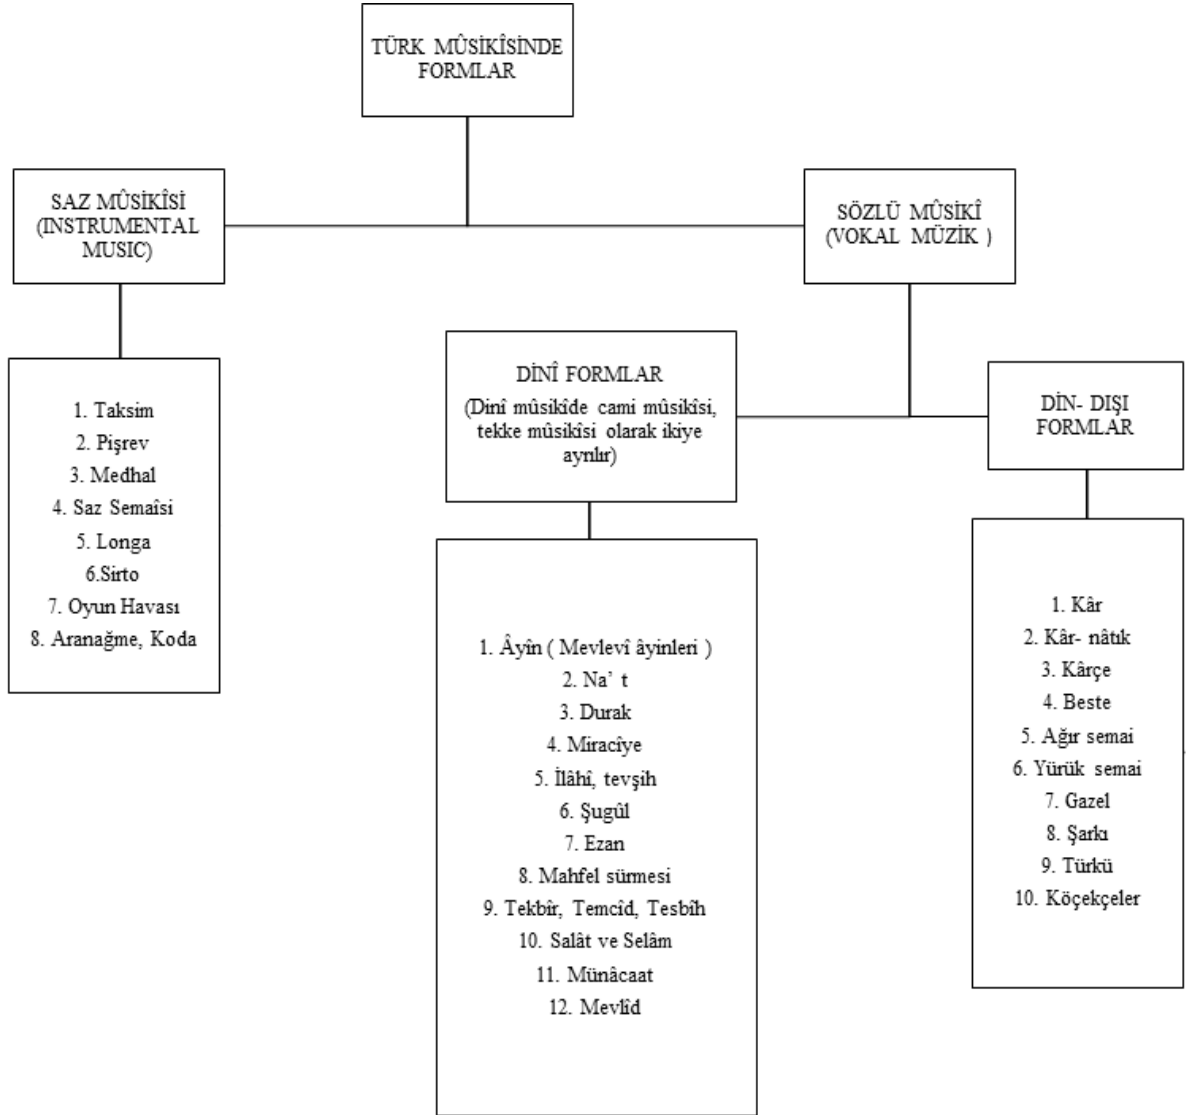 TÜRK MÛSİKÎSİNDE
FORMLAR
SAZ MÛSİKÎSİ
(INSTRUMENTAL
MUSIC)
SÖZLÜ MÛSİKÎ
(VOKAL MÜZİK )
1. Taksim
2. Pişrev
3. Medhal
4. Saz Semaîsi
5. Longa
6.Sirto
7. Oyun Havası
8. Aranağme, Koda
DİNÎ FORMLAR
(Dinî mûsikîde cami mûsikîsi,
tekke mûsikîsi olarak ikiye
ayrılır)
DİN- DIŞI
FORMLAR
1. Âyîn ( Mevlevî âyinleri )
2. Na’ t
3. Durak
4. Miracîye
5. İlâhî, tevşih
6. Şugûl
7. Ezan
8. Mahfel sürmesi
9. Tekbîr, Temcîd, Tesbîh
10. Salât ve Selâm
11. Münâcaat
12. Mevlîd
1. Kâr
2. Kâr- nâtık
3. Kârçe
4. Beste
5. Ağır semai
6. Yürük semai
7. Gazel
8. Şarkı
9. Türkü
10. Köçekçeler